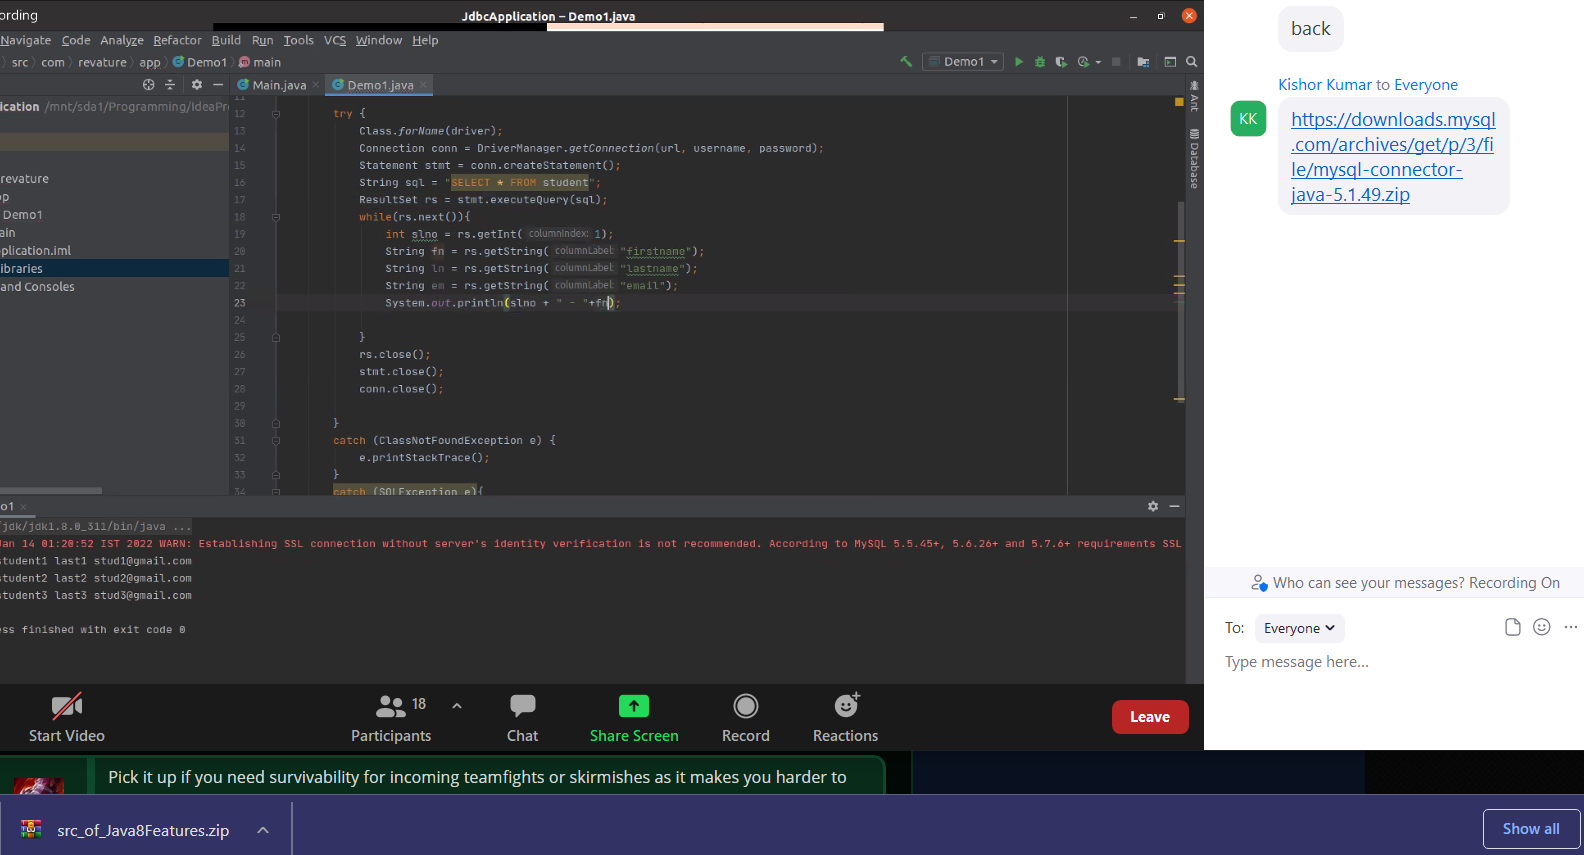 ording
JdbcApplication – Demo1.java
Navigate Code Analyze Refactor Build Run Tools VCS Window Help
src com revature app Demo1 main
Demo1
Main.java Demo1.java
ication /mnt/sda1/Programming/IdeaPr
revature
Demo1
ain
plication.iml
ibraries
and Consoles
11
12 try {
13 Class.forName(driver);
14 Connection conn = DriverManager.getConnection(url, username, password);
15 Statement stmt = conn.createStatement();
16 String sql = "SELECT * FROM student";
17 ResultSet rs = stmt.executeQuery(sql);
18 while(rs.next()){
19 int slno = rs.getInt( columnIndex: 1);
20 String fn = rs.getString( columnLabel: "firstname");
21 String ln = rs.getString( columnLabel: "lastname");
22 String em = rs.getString( columnLabel: "email");
23 System.out.println(slno + " - "+fn);
24
25 }
26 rs.close();
27 stmt.close();
28 conn.close();
29
30 }
31 catch (ClassNotFoundException e) {
32 e.printStackTrace();
33 }
34 catch (SQLException e){
Ant
Database
o1
/jdk/jdk1.8.0_311/bin/java ...
Jan 14 01:20:52 IST 2022 WARN: Establishing SSL connection without server's identity verification is not recommended. According to MySQL 5.5.45+, 5.6.26+ and 5.7.6+ requirements SSL
student1 last1 stud1@gmail.com
student2 last2 stud2@gmail.com
student3 last3 stud3@gmail.com
ess finished with exit code 0
Start Video
Participants
18
Chat
Share Screen
Record
Reactions
Leave
back
Kishor Kumar to Everyone
KK
https://downloads.mysql
.com/archives/get/p/3/fi
le/mysql-connector-
java-5.1.49.zip
Who can see your messages? Recording On
To: Everyone
Type message here...
Pick it up if you need survivability for incoming teamfights or skirmishes as it makes you harder to
src_of_Java8Features.zip
Show all